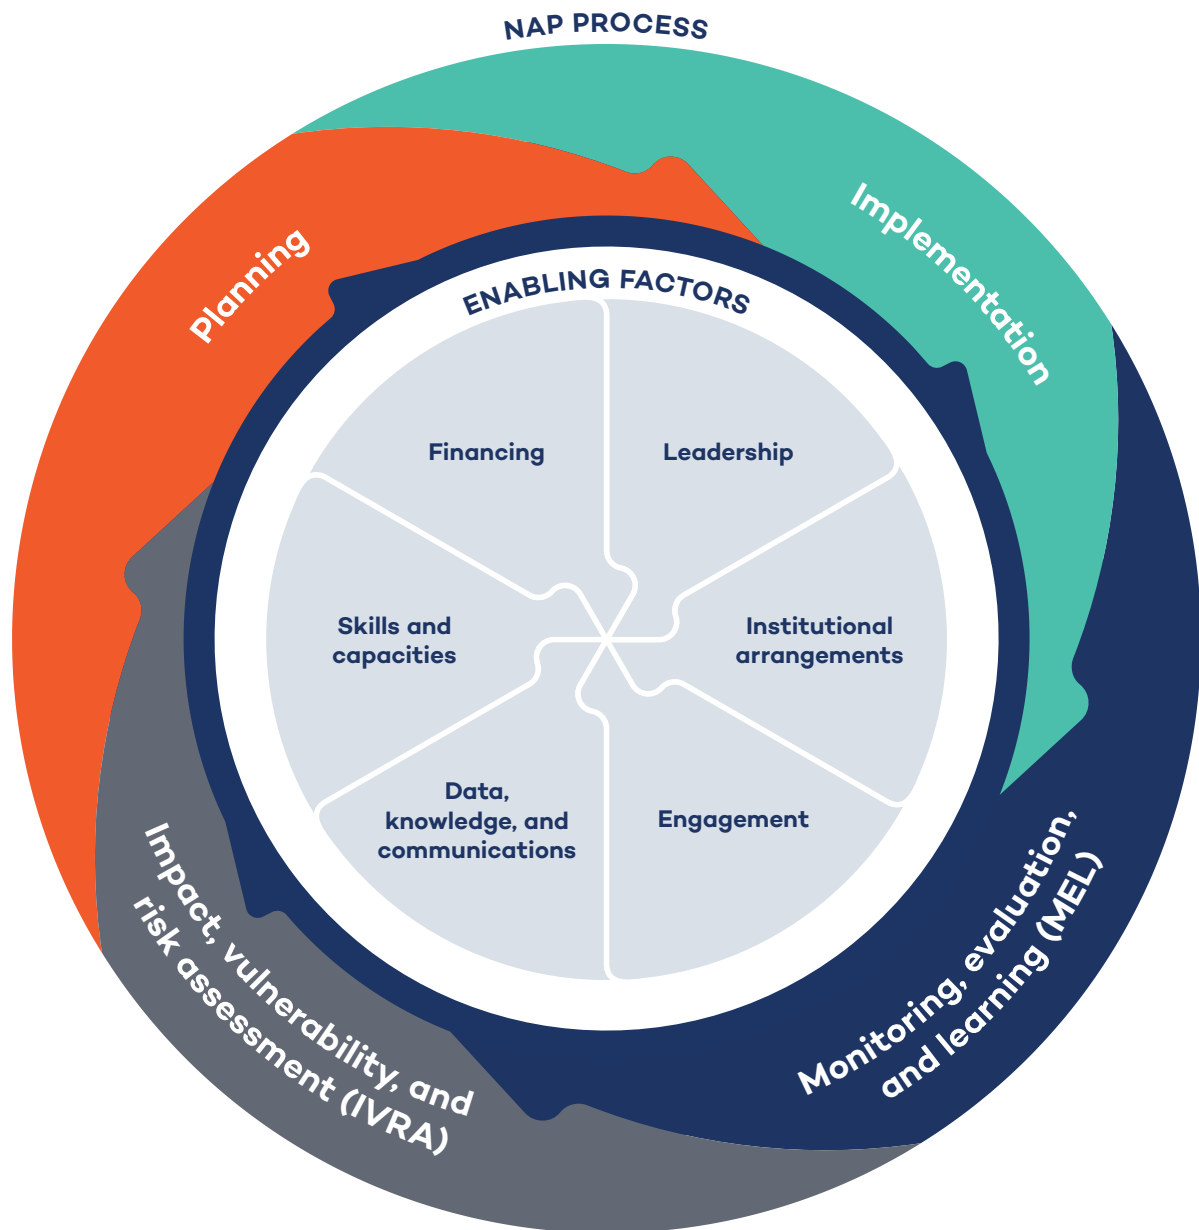 NAP PROCESS
Planning
Implementation
ENABLING FACTORS
Financing
Leadership
Skills and
capacities
Institutional
arrangements
Data,
knowledge, and
communications
Engagement
Impact, vulnerability, and
risk assessment (IVRA)
Monitoring, evaluation,
and learning (MEL)